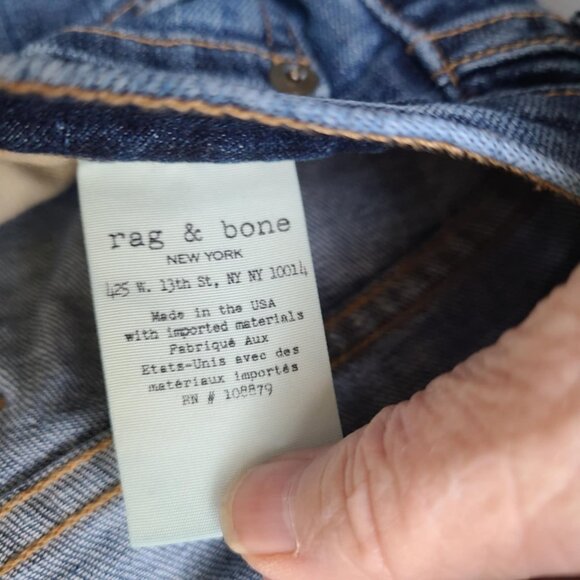 rag & bone
NEW YORK
425 W. 13th St, NY NY 10014
Made in the USA
with imported materials
Fabriqué Aux
Etats-Unis avec des
matériaux importés
RN # 108879